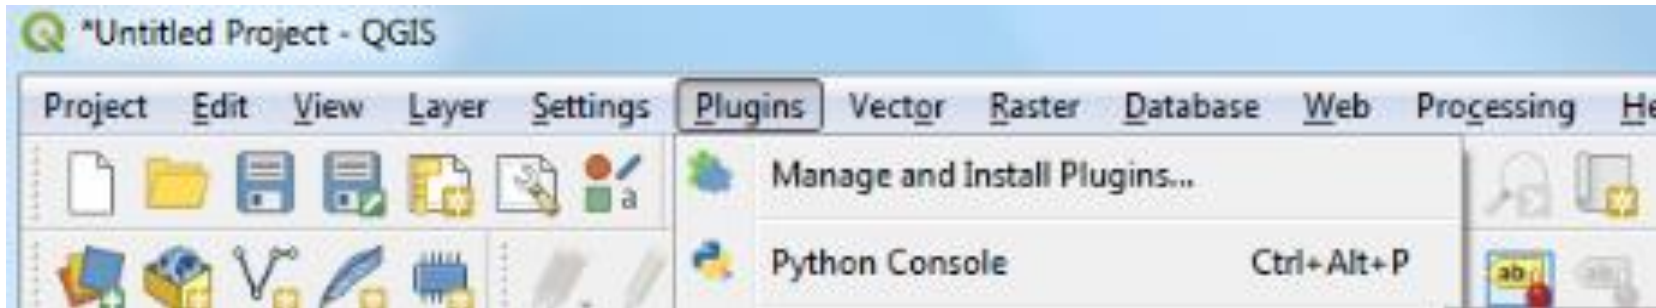 *Untitled Project - QGIS
Project Edit View Layer Settings Plugins Vector Raster Database Web Processing
Manage and Install Plugins...
a
Python Console Ctrl+Alt+P
ab